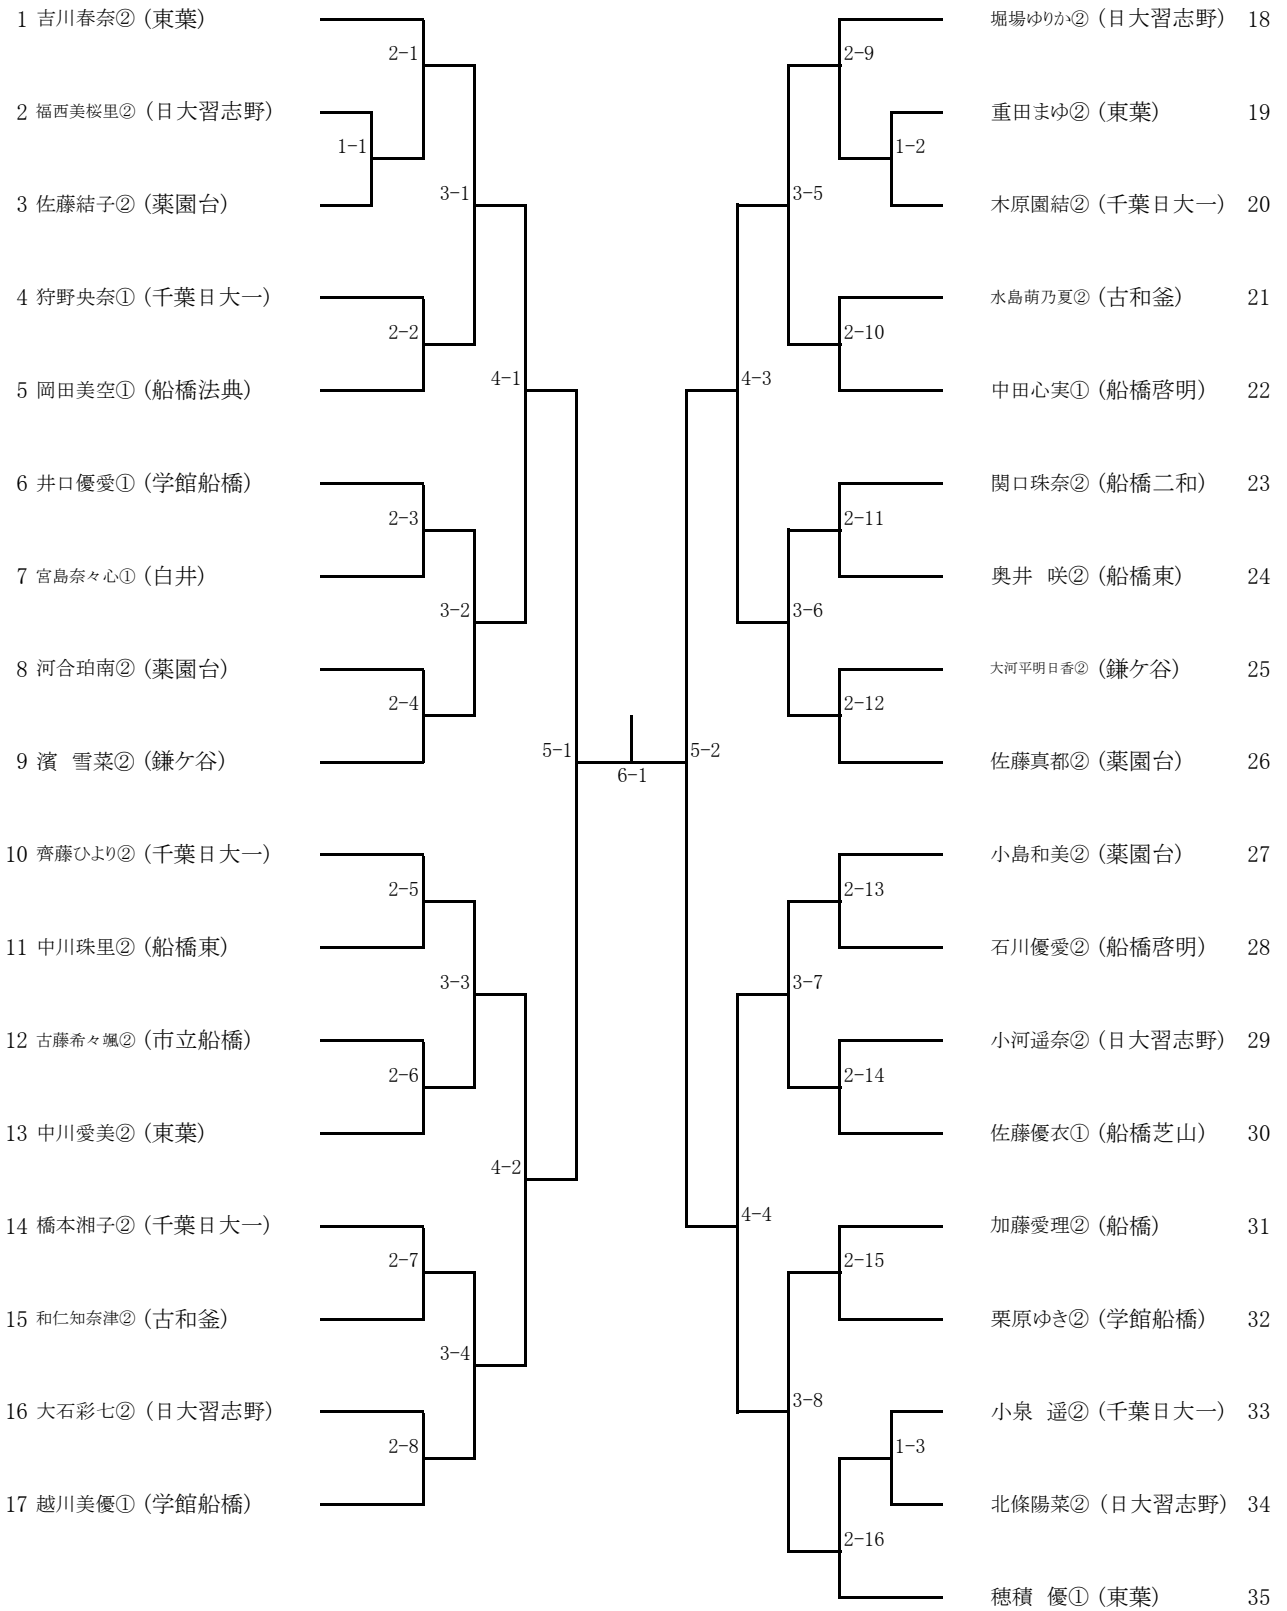 1 吉川春奈② (東葉)
2 福西美桜里② (日大習志野)
3 佐藤結子② (薬園台)
4 狩野央奈① (千葉日大一)
5 岡田美空① (船橋法典)
6 井口優愛① (学館船橋)
7 宮島奈々心① (白井)
8 河合珀南② (薬園台)
9 濱 雪菜② (鎌ケ谷)
10 齊藤ひより② (千葉日大一)
11 中川珠里② (船橋東)
12 古藤希々颯② (市立船橋)
13 中川愛美② (東葉)
14 橋本湘子② (千葉日大一)
15 和仁知奈津② (古和釜)
16 大石彩七② (日大習志野)
17 越川美優① (学館船橋)
1-1
2-1
2-2
2-3
2-4
2-5
2-6
2-7
2-8
3-1
3-2
3-3
3-4
4-1
4-2
5-1
6-1
5-2
4-3
4-4
3-5
3-6
3-7
3-8
2-9
2-10
2-11
2-12
2-13
2-14
2-15
2-16
1-2
1-3
堀場ゆりか② (日大習志野) 18
重田まゆ② (東葉) 19
木原園結② (千葉日大一) 20
水島萌乃夏② (古和釜) 21
中田心実① (船橋啓明) 22
関口珠奈② (船橋二和) 23
奥井 咲② (船橋東) 24
大河平明日香② (鎌ケ谷) 25
佐藤真都② (薬園台) 26
小島和美② (薬園台) 27
石川優愛② (船橋啓明) 28
小河遥奈② (日大習志野) 29
佐藤優衣① (船橋芝山) 30
加藤愛理② (船橋) 31
栗原ゆき② (学館船橋) 32
小泉 遥② (千葉日大一) 33
北條陽菜② (日大習志野) 34
穂積 優① (東葉) 35